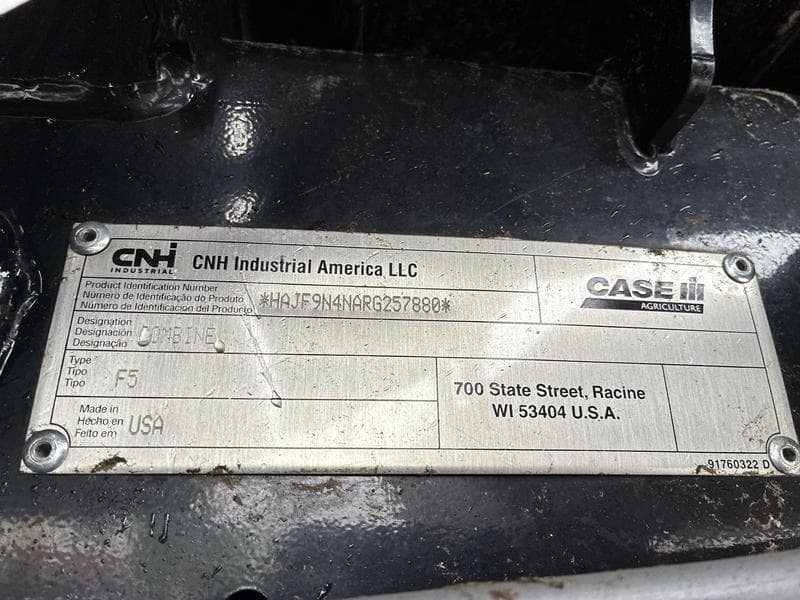 CNH INDUSTRIAL CNH Industrial America LLC
Product Identification Number
Número de Identificação do Produto
Número de Identificación del Producto
*HAJF9N4NARG257880*
CASE IH
AGRICULTURE
Designation
Designación
Designação
COMBINE
Type
Tipo
Tipo
F5
700 State Street, Racine
WI 53404 U.S.A.
Made in
Hecho en
Feito em
USA
91760322 D